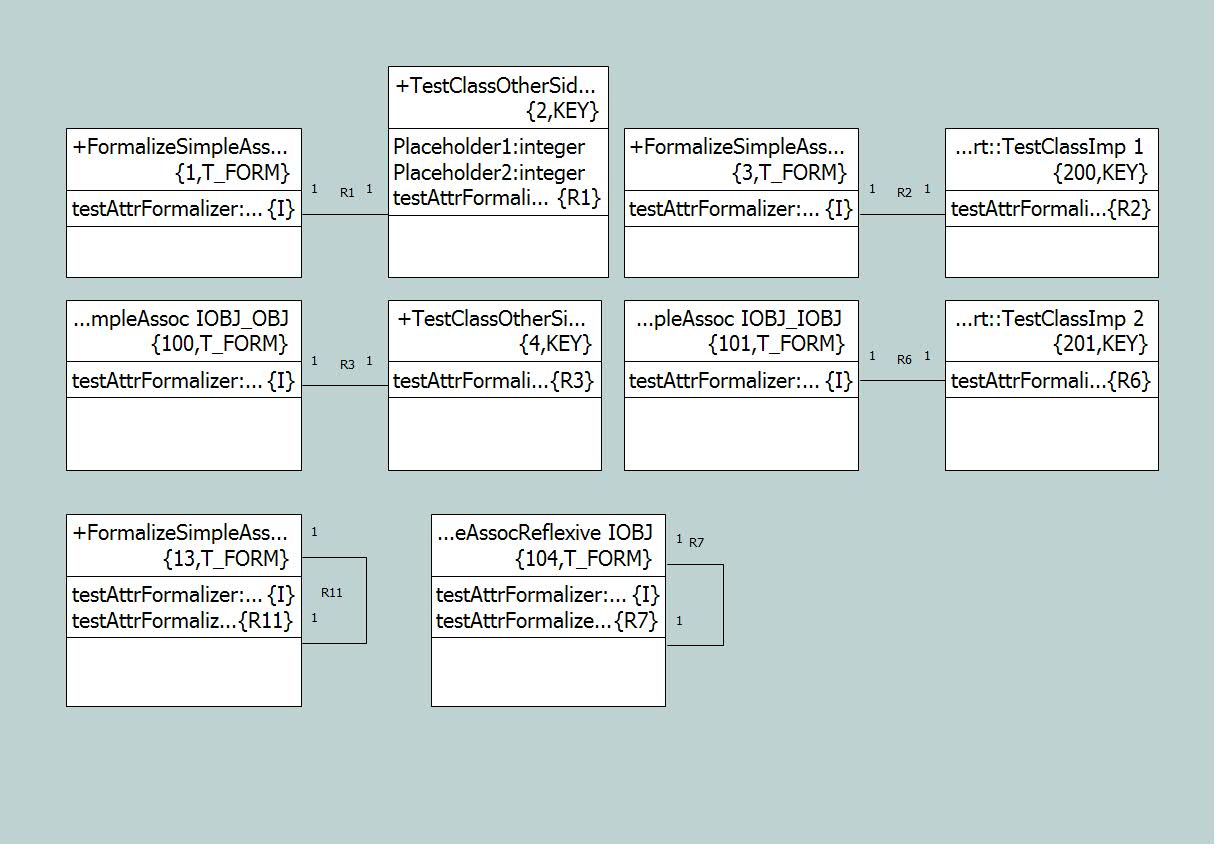 +TestClassOtherSid...
{2,KEY}
Placeholder1:integer
Placeholder2:integer
testAttrFormali... {R1}
+FormalizeSimpleAss...
{1,T_FORM}
testAttrFormalizer:... {I}
1 R1 1
+FormalizeSimpleAss...
{3,T_FORM}
testAttrFormalizer:... {I}
1 R2 1
...rt::TestClassImp 1
{200,KEY}
testAttrFormali...{R2}
...mpleAssoc IOBJ_OBJ
{100,T_FORM}
testAttrFormalizer:... {I}
1 R3 1
+TestClassOtherSi...
{4,KEY}
testAttrFormali...{R3}
...pleAssoc IOBJ_IOBJ
{101,T_FORM}
testAttrFormalizer:... {I}
1 R6 1
...rt::TestClassImp 2
{201,KEY}
testAttrFormali...{R6}
+FormalizeSimpleAss...
{13,T_FORM}
testAttrFormalizer:... {I}
testAttrFormaliz...{R11}
1
R11
1
...eAssocReflexive IOBJ
{104,T_FORM}
testAttrFormalizer:... {I}
testAttrFormalize...{R7}
1 R7
1